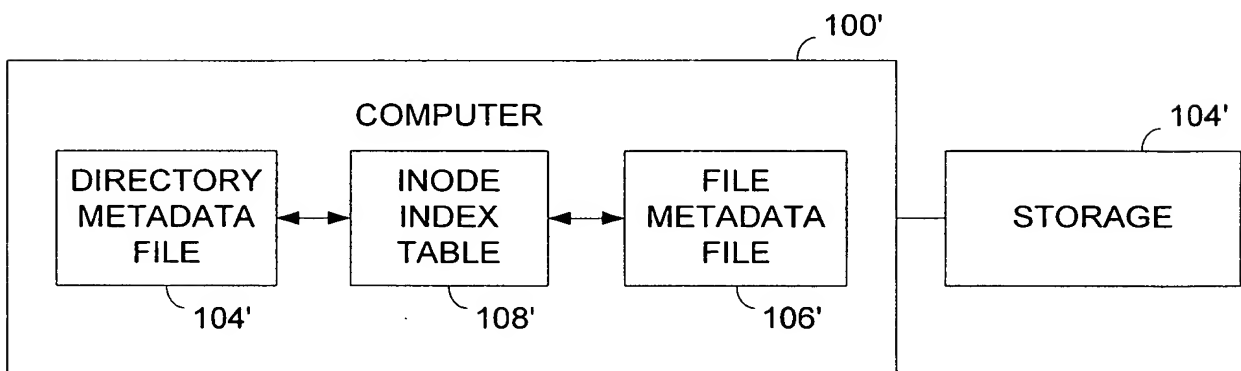 100'
COMPUTER
104'
DIRECTORY
METADATA
FILE
INODE
INDEX
TABLE
FILE
METADATA
FILE
STORAGE
104'
108'
106'